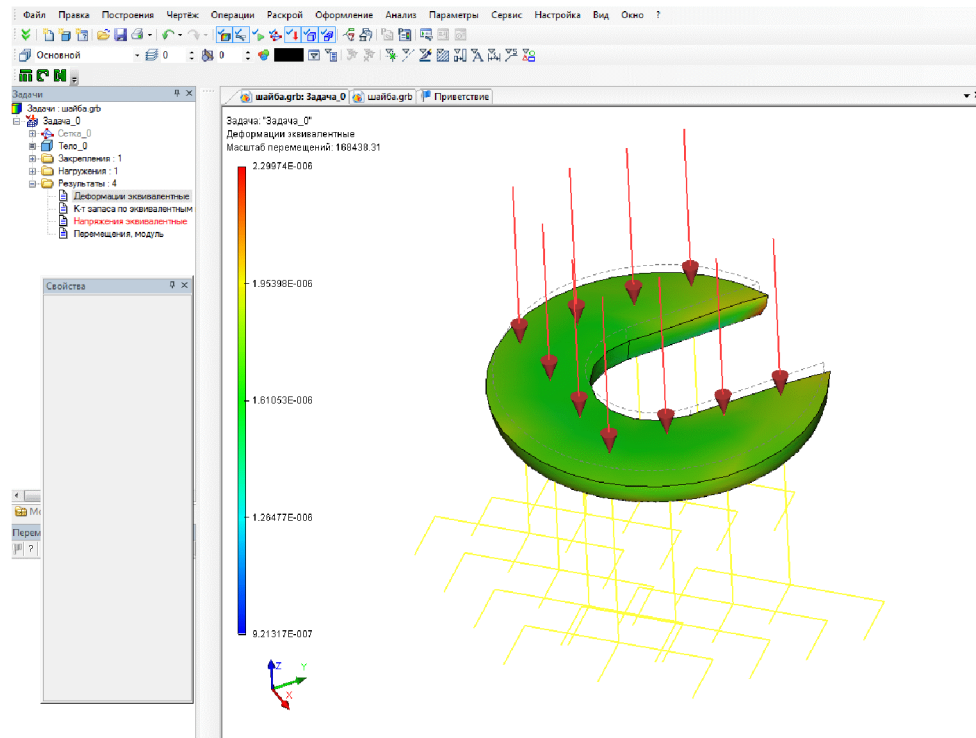 Файл Правка Построения Чертёж Операции Раскрой Оформление Анализ Параметры Сервис Настройка Вид Окно ?
Основной 0 0
Задачи
шайба.grb: Задача_0 шайба.grb Приветствие
Задачи : шайба.grb
Задача_0
Сетка_0
Тело_0
Закрепления : 1
Нагружения : 1
Результаты : 4
Деформации эквивалентные
К-т запаса по эквивалентным
Напряжения эквивалентные
Перемещения, модуль
Свойства
Перем
?
Задача: "Задача_0"
Деформации эквивалентные
Масштаб перемещений: 168438.31
2.29974E-006
1.95398E-006
1.61053E-006
1.26477E-006
9.21317E-007
Z
Y
X